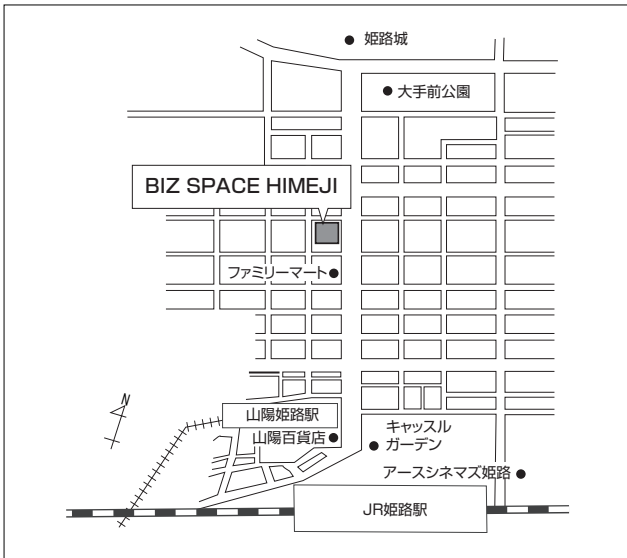 姫路城
大手前公園
BIZ SPACE HIMEJI
ファミリーマート
N
山陽姫路駅
山陽百貨店
キャッスル
ガーデン
アースシネマズ姫路
JR姫路駅